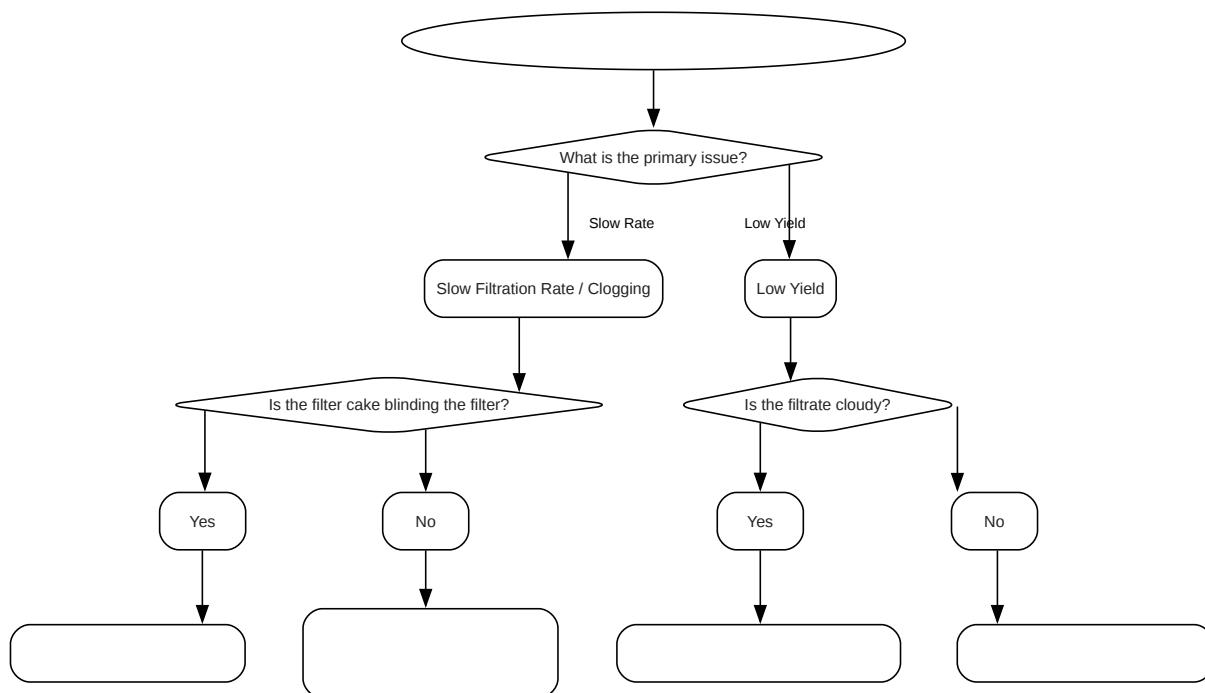 What is the primary issue?
Slow Rate
Low Yield
Slow Filtration Rate / Clogging
Low Yield
Is the filter cake blinding the filter?
Is the filtrate cloudy?
Yes
No
Yes
No